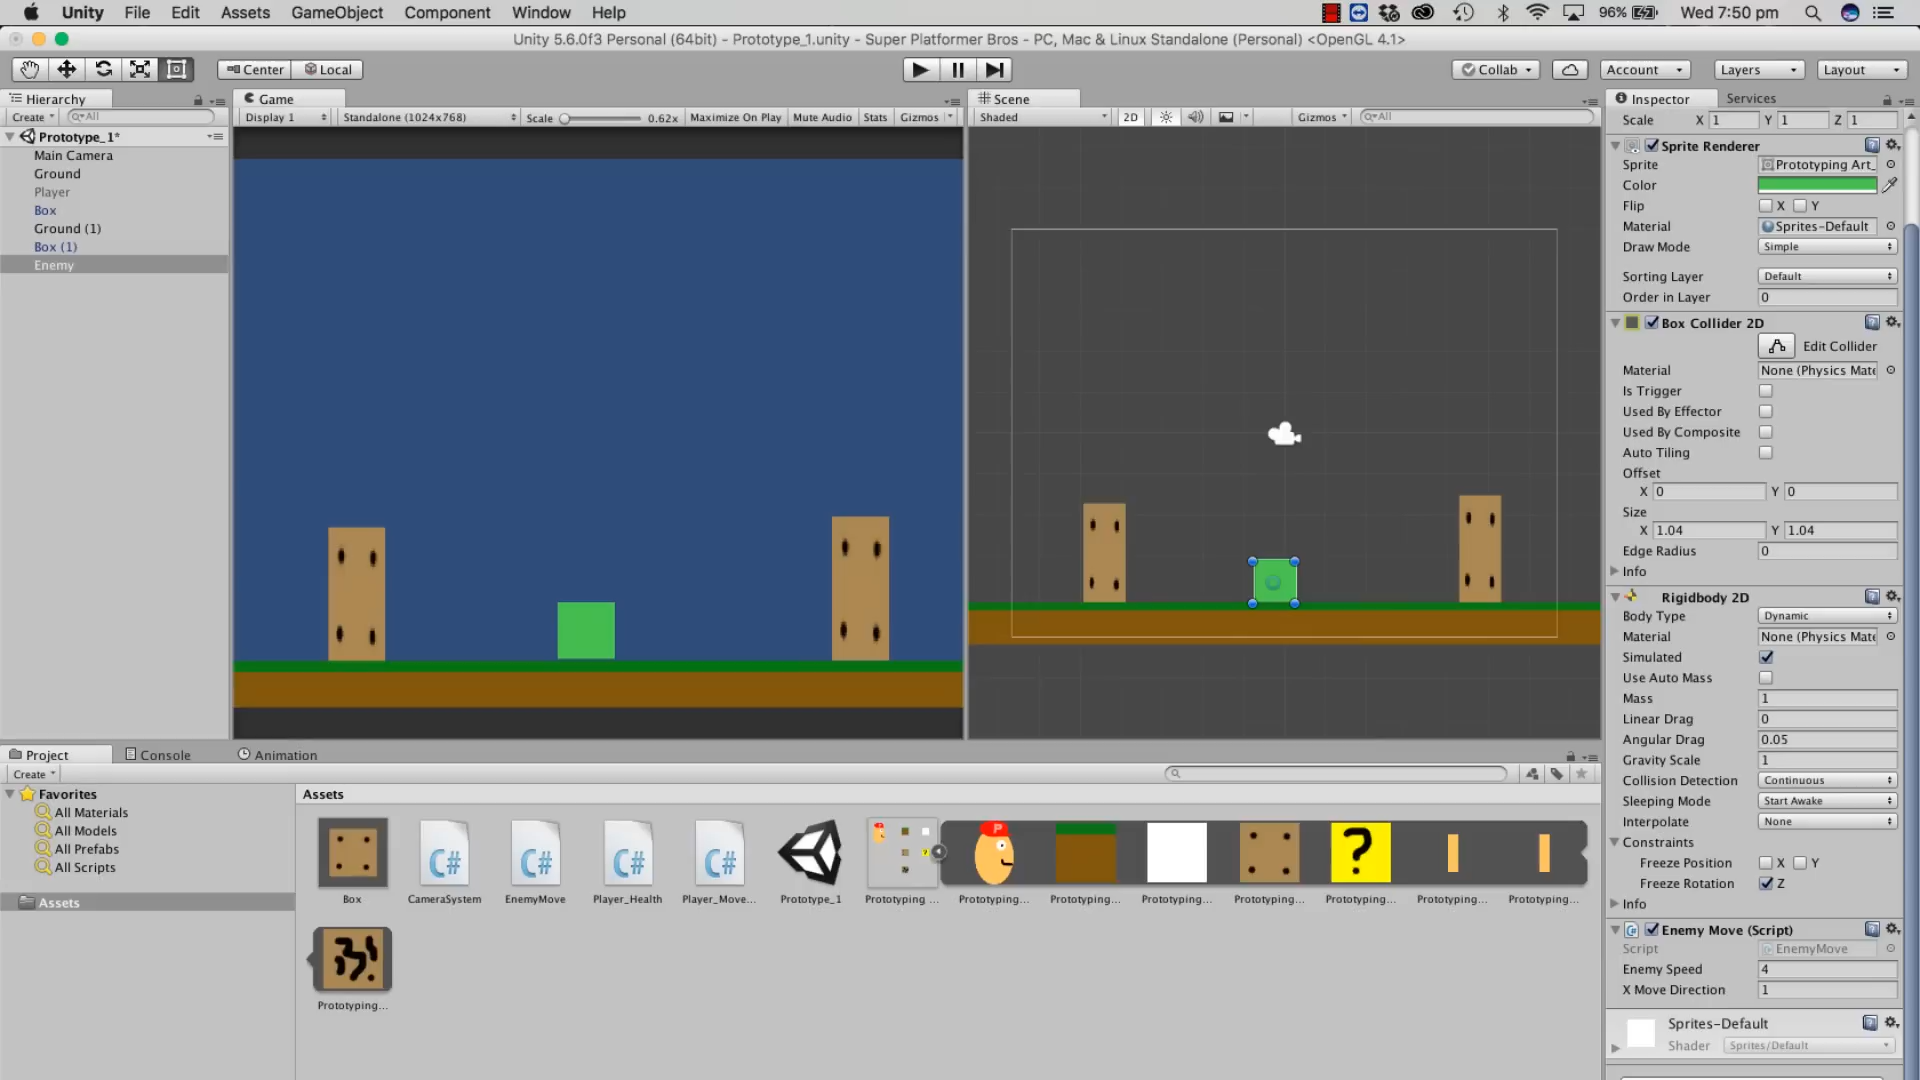 Unity File Edit Assets GameObject Component Window Help 96% Wed 7:50 pm
Unity 5.6.0f3 Personal (64bit) - Prototype_1.unity - Super Platformer Bros - PC, Mac & Linux Standalone (Personal) <OpenGL 4.1>
Center Local Collab Account Layers Layout
Hierarchy
Create All
Prototype_1*
Main Camera
Ground
Player
Box
Ground (1)
Box (1)
Enemy
Game
Display 1 Standalone (1024x768) Scale 0.62x Maximize On Play Mute Audio Stats Gizmos
Scene
Shaded 2D Gizmos All
Inspector Services
Scale X 1 Y 1 Z 1
Sprite Renderer
Sprite Prototyping Art_
Color
Flip X Y
Material Sprites-Default
Draw Mode Simple
Sorting Layer Default
Order in Layer 0
Box Collider 2D
Edit Collider
Material None (Physics Mate
Is Trigger
Used By Effector
Used By Composite
Auto Tiling
Offset
X 0 Y 0
Size
X 1.04 Y 1.04
Edge Radius 0
Info
Rigidbody 2D
Body Type Dynamic
Material None (Physics Mate
Simulated
Use Auto Mass
Mass 1
Linear Drag 0
Angular Drag 0.05
Gravity Scale 1
Collision Detection Continuous
Sleeping Mode Start Awake
Interpolate None
Constraints
Freeze Position X Y
Freeze Rotation Z
Info
Enemy Move (Script)
Script EnemyMove
Enemy Speed 4
X Move Direction 1
Sprites-Default
Shader Sprites/Default
Project Console Animation
Create
Favorites
All Materials
All Models
All Prefabs
All Scripts
Assets
Assets
C# C# C# C# P ?
Box CameraSystem EnemyMove Player_Health Player_Move... Prototype_1 Prototyping ... Prototyping... Prototyping... Prototyping... Prototyping... Prototyping... Prototyping... Prototyping...
Prototyping...